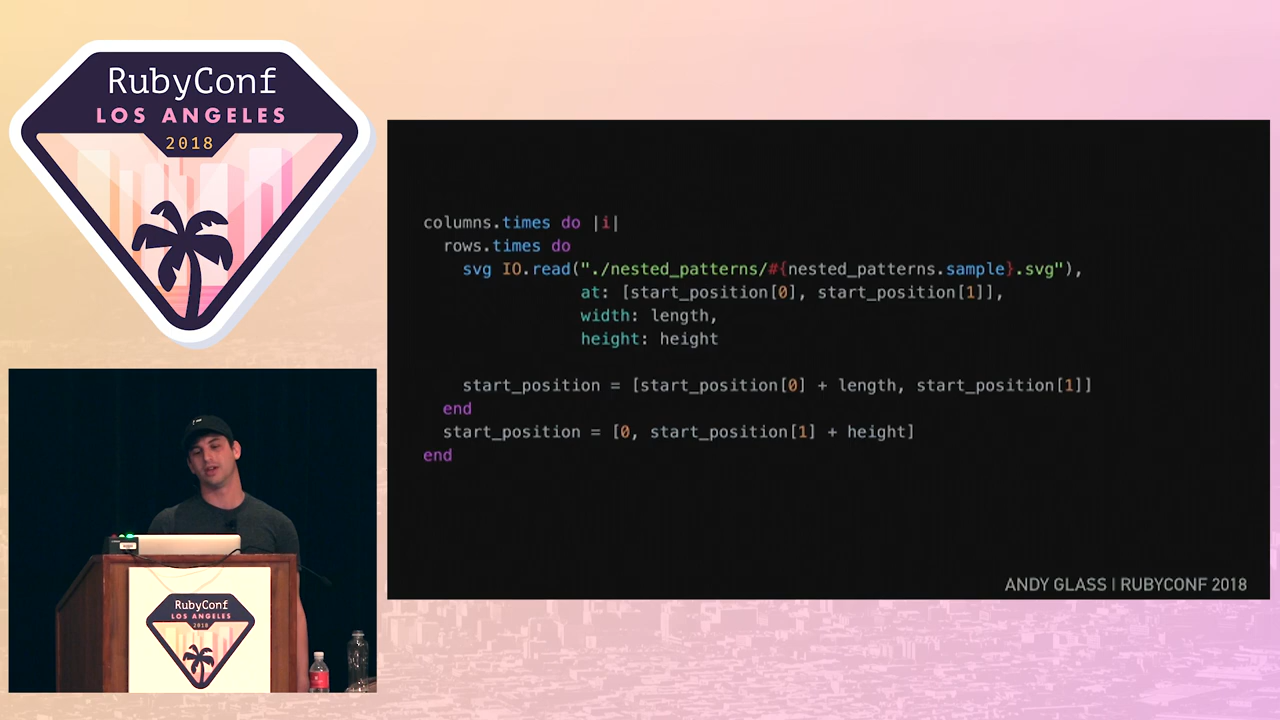 RubyConf
LOS ANGELES
2018
columns.times do |i|
  rows.times do
    svg IO.read("./nested_patterns/#{nested_patterns.sample}.svg"),
                at: [start_position[0], start_position[1]],
                width: length,
                height: height

    start_position = [start_position[0] + length, start_position[1]]
  end
  start_position = [0, start_position[1] + height]
end
ANDY GLASS | RUBYCONF 2018
RubyConf
LOS ANGELES
2018